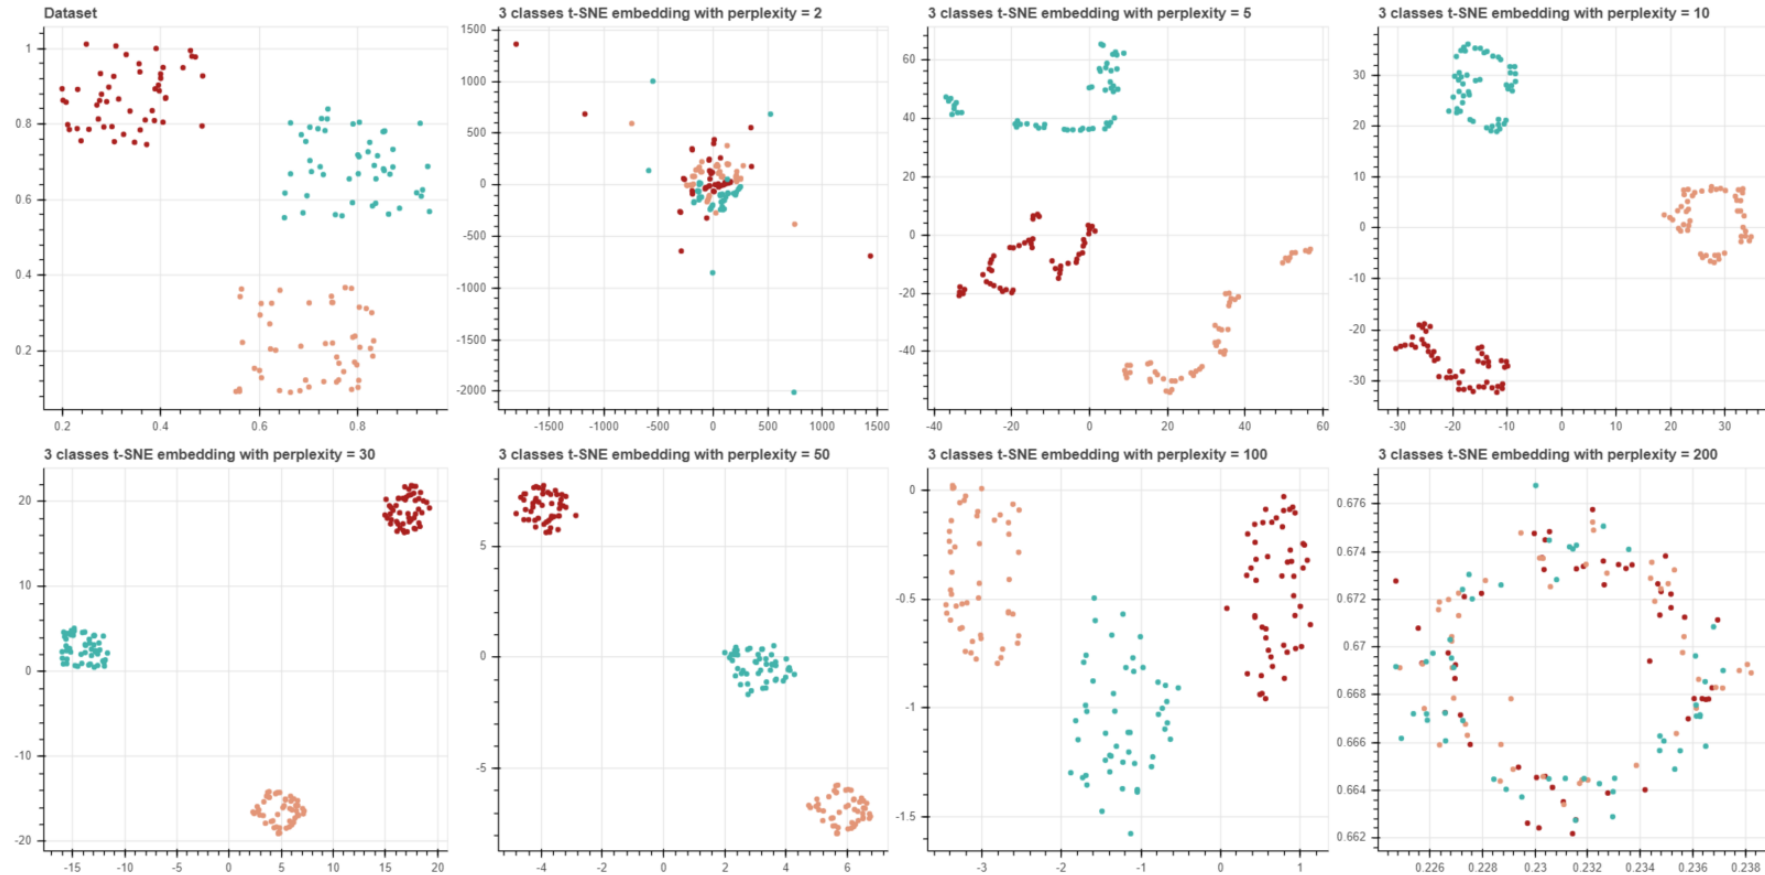 Dataset
3 classes t-SNE embedding with perplexity = 2
3 classes t-SNE embedding with perplexity = 5
3 classes t-SNE embedding with perplexity = 10
1
0.8
0.6
0.4
0.2
0.2 0.4 0.6 0.8
1500
1000
500
0
-500
-1000
-1500
-2000
-1500 -1000 -500 0 500 1000 1500
60
40
20
0
-20
-40
-40 -20 0 20 40 60
30
20
10
0
-10
-20
-30
-30 -20 -10 0 10 20 30
3 classes t-SNE embedding with perplexity = 30
3 classes t-SNE embedding with perplexity = 50
3 classes t-SNE embedding with perplexity = 100
3 classes t-SNE embedding with perplexity = 200
20
10
0
-10
-20
-15 -10 -5 0 5 10 15 20
5
0
-5
-4 -2 0 2 4 6
0
-0.5
-1
-1.5
-3 -2 -1 0 1
0.676
0.674
0.672
0.67
0.668
0.666
0.664
0.662
0.226 0.228 0.23 0.232 0.234 0.236 0.238